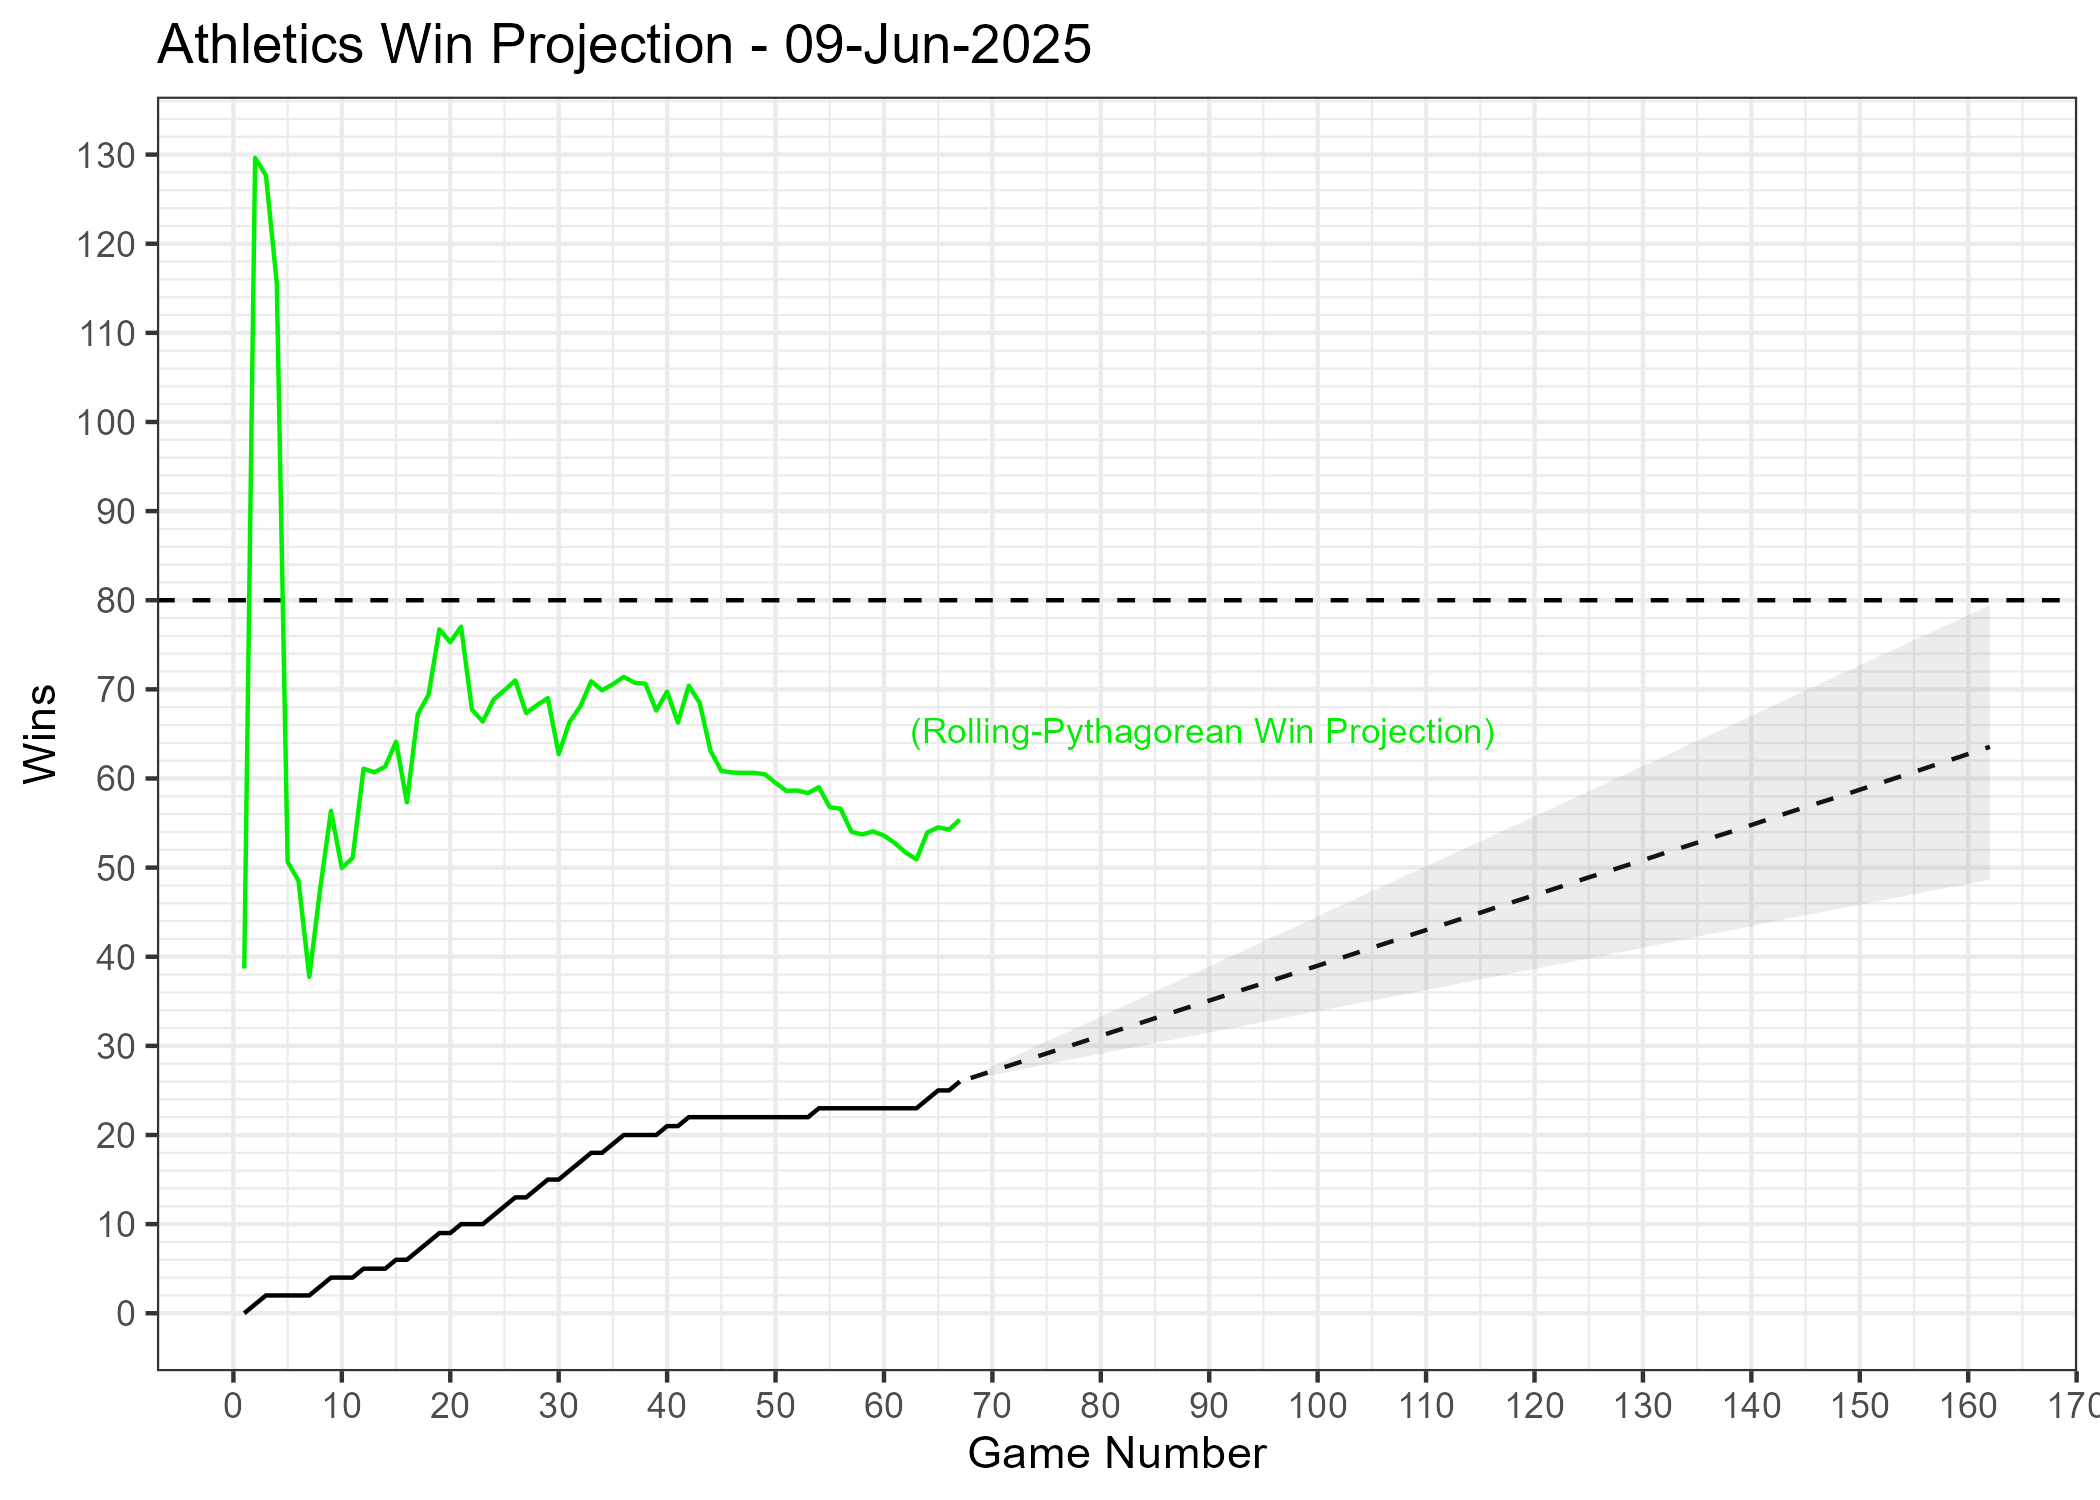 Athletics Win Projection - 09-Jun-2025
130
120
110
100
90
80
70
60
50
40
30
20
10
0
Wins
(Rolling-Pythagorean Win Projection)
0 10 20 30 40 50 60 70 80 90 100 110 120 130 140 150 160 170
Game Number